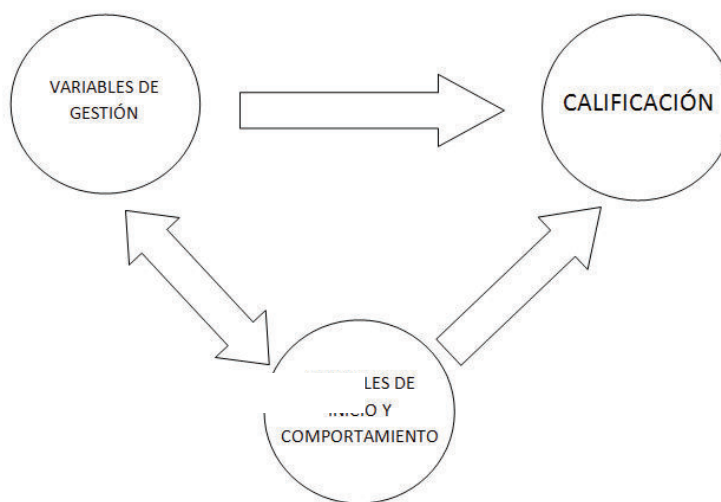 VARIABLES DE
GESTIÓN
CALIFICACIÓN
LES DE
Y
COMPORTAMIENTO